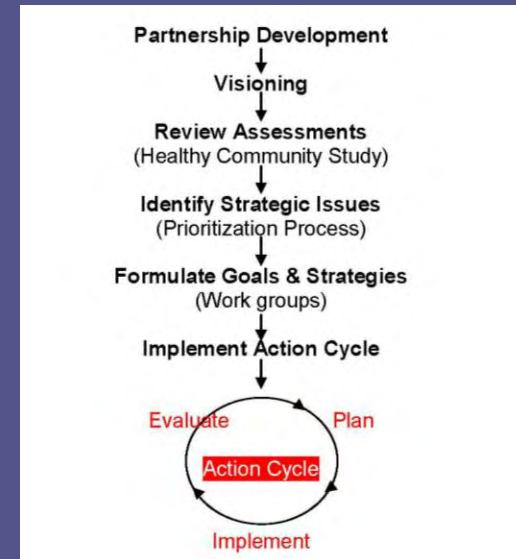 Partnership Development
Visioning
Review Assessments
(Healthy Community Study)
Identify Strategic Issues
(Prioritization Process)
Formulate Goals & Strategies
(Work groups)
Implement Action Cycle
Evaluate Plan
Action Cycle
Implement